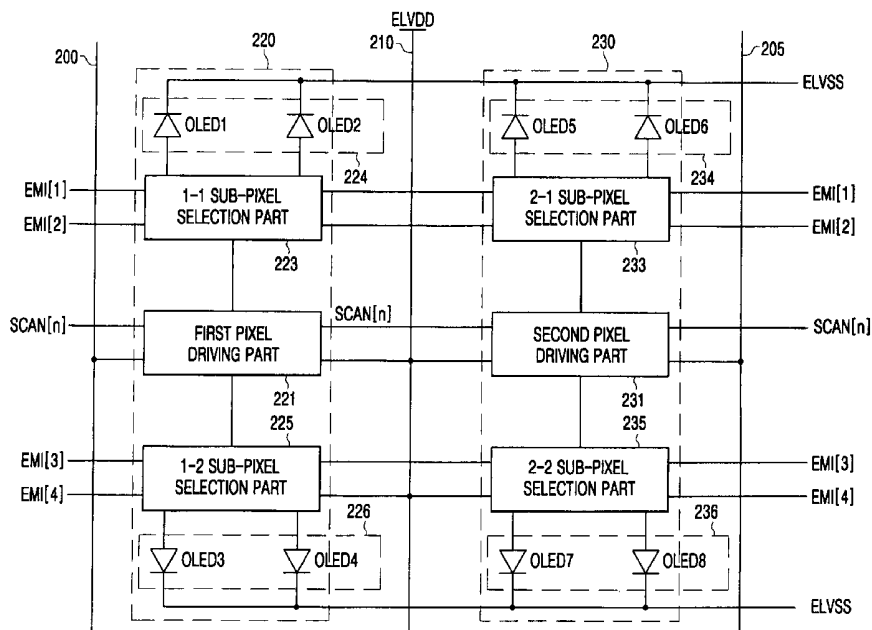 ELVDD
200
220
210
230
205
ELVSS
OLED1
OLED2
OLED5
OLED6
224
234
EMI[1]
1-1 SUB-PIXEL
SELECTION PART
2-1 SUB-PIXEL
SELECTION PART
EMI[1]
EMI[2]
EMI[2]
223
233
SCAN[n]
SCAN[n]
SCAN[n]
FIRST PIXEL
DRIVING PART
SECOND PIXEL
DRIVING PART
221
231
225
235
EMI[3]
1-2 SUB-PIXEL
SELECTION PART
2-2 SUB-PIXEL
SELECTION PART
EMI[3]
EMI[4]
EMI[4]
226
236
OLED3
OLED4
OLED7
OLED8
ELVSS